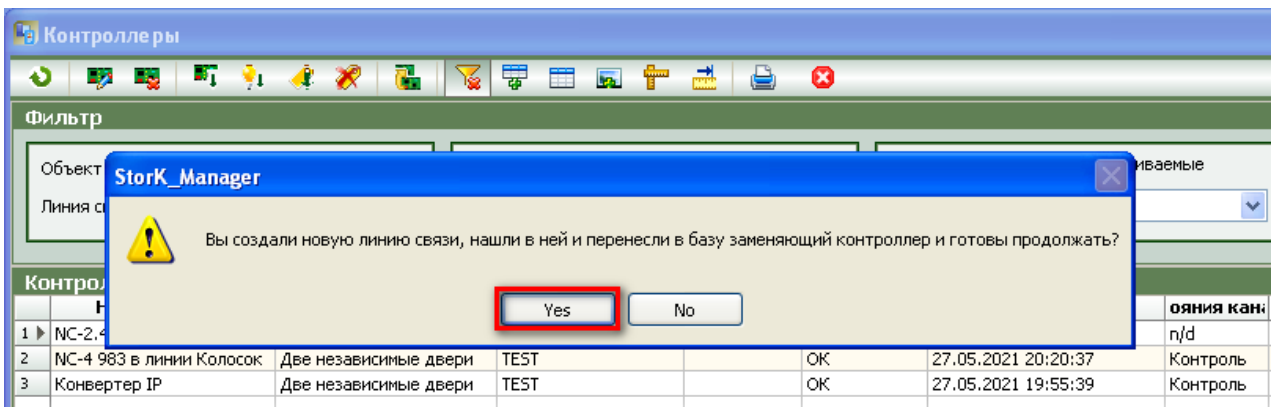 Контроллеры
Фильтр
Объект
иваемые
Линия с
StorK_Manager
Вы создали новую линию связи, нашли в ней и перенесли в базу заменяющий контроллер и готовы продолжать?
Yes No
Контрол
ояния кана
1 NC-2. n/d
2 NC-4 983 в линии Колосок Две независимые двери TEST OK 27.05.2021 20:20:37 Контроль
3 Конвертер IP Две независимые двери TEST OK 27.05.2021 19:55:39 Контроль